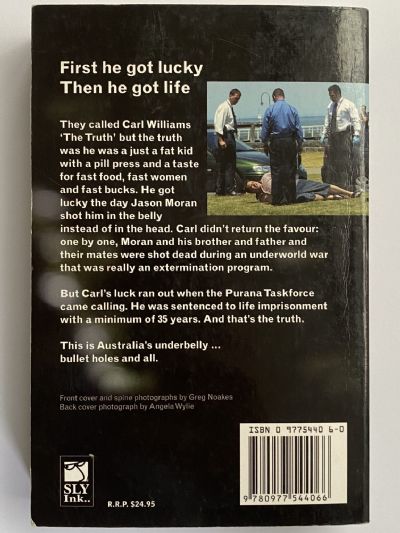 First he got lucky
Then he got life
They called Carl Williams
'The Truth' but the truth
was he was a just a fat kid
with a pill press and a taste
for fast food, fast women
and fast bucks. He got
lucky the day Jason Moran
shot him in the belly
instead of in the head. Carl didn't return the favour:
one by one, Moran and his brother and father and
their mates were shot dead during an underworld war
that was really an extermination program.
But Carl's luck ran out when the Purana Taskforce
came calling. He was sentenced to life imprisonment
with a minimum of 35 years. And that's the truth.
This is Australia's underbelly ...
bullet holes and all.
Front cover and spine photographs by Greg Noakes
Back cover photograph by Angela Wylie
ISBN 0 9775440 6-0
9 780977 544066
SLY
Ink..
R.R.P. $24.95